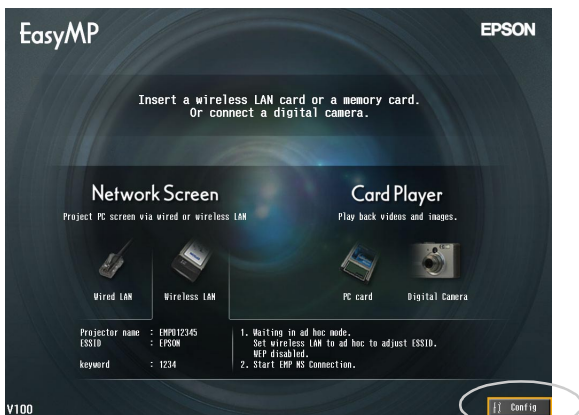 EasyMP
EPSON
Insert a wireless LAN card or a memory card.
Or connect a digital camera.
Network Screen
Project PC screen via wired or wireless LAN
Wired LAN
Wireless LAN
Card Player
Play back videos and images.
PC card
Digital Camera
Projector name : EMP012345
ESSID : EPSON
keyword : 1234
1. Waiting in ad hoc mode.
Set wireless LAN to ad hoc to adjust ESSID.
WEP disabled.
2. Start EMP NS Connection.
V100
Config